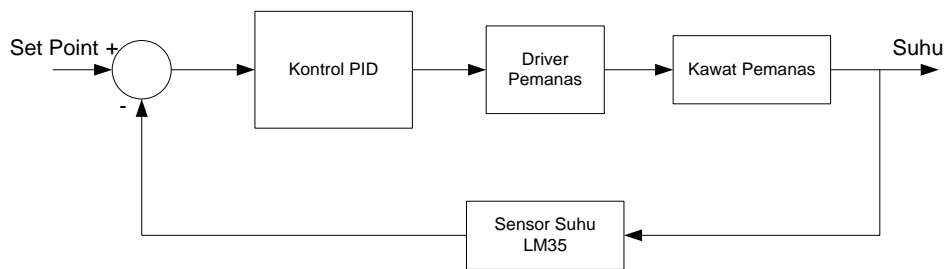 Set Point +
-
Kontrol PID
Driver
Pemanas
Kawat Pemanas
Suhu
Sensor Suhu
LM35